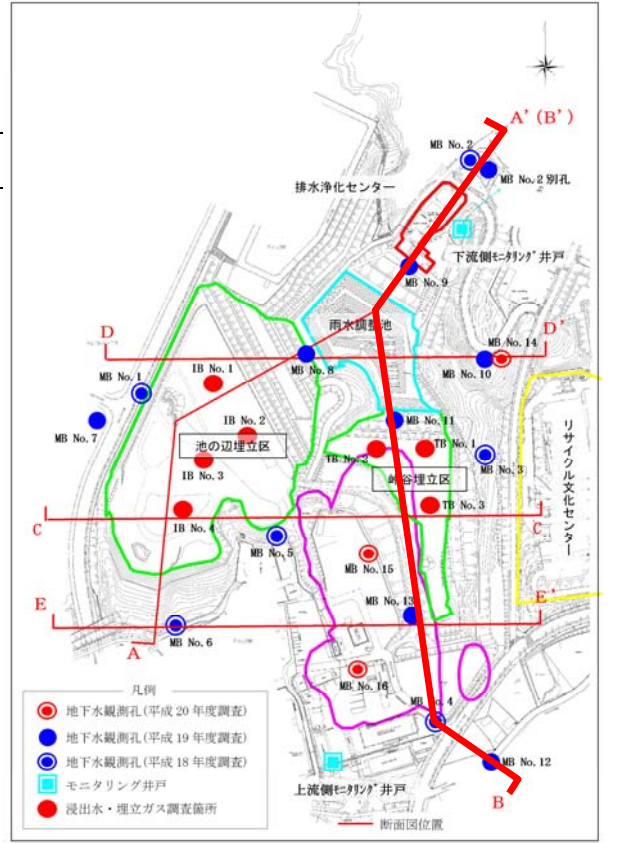 A' (B')
MB No. 2
MB No. 2 別孔
排水浄化センター
下流側ﾓﾆﾀﾘﾝｸﾞ井戸
MB No. 9
雨水調整池
D
D'
MB No. 14
MB No. 8
MB No. 10
IB No. 1
MB No. 1
IB No. 2
MB No. 7
MB No. 11
池の辺埋立区
TB No. 1
TB No. 2
MB No. 3
リサイクル文化センター
IB No. 3
峠谷埋立区
TB No. 3
IB No. 4
C
C'
MB No. 5
MB No. 15
E
E'
MB No. 13
A
MB No. 6
MB No. 16
MB No. 4
凡例
地下水観測孔(平成 20 年度調査)
地下水観測孔(平成 19 年度調査)
地下水観測孔(平成 18 年度調査)
モニタリング井戸
浸出水・埋立ガス調査箇所
上流側ﾓﾆﾀﾘﾝｸﾞ井戸
MB No. 12
B
断面図位置